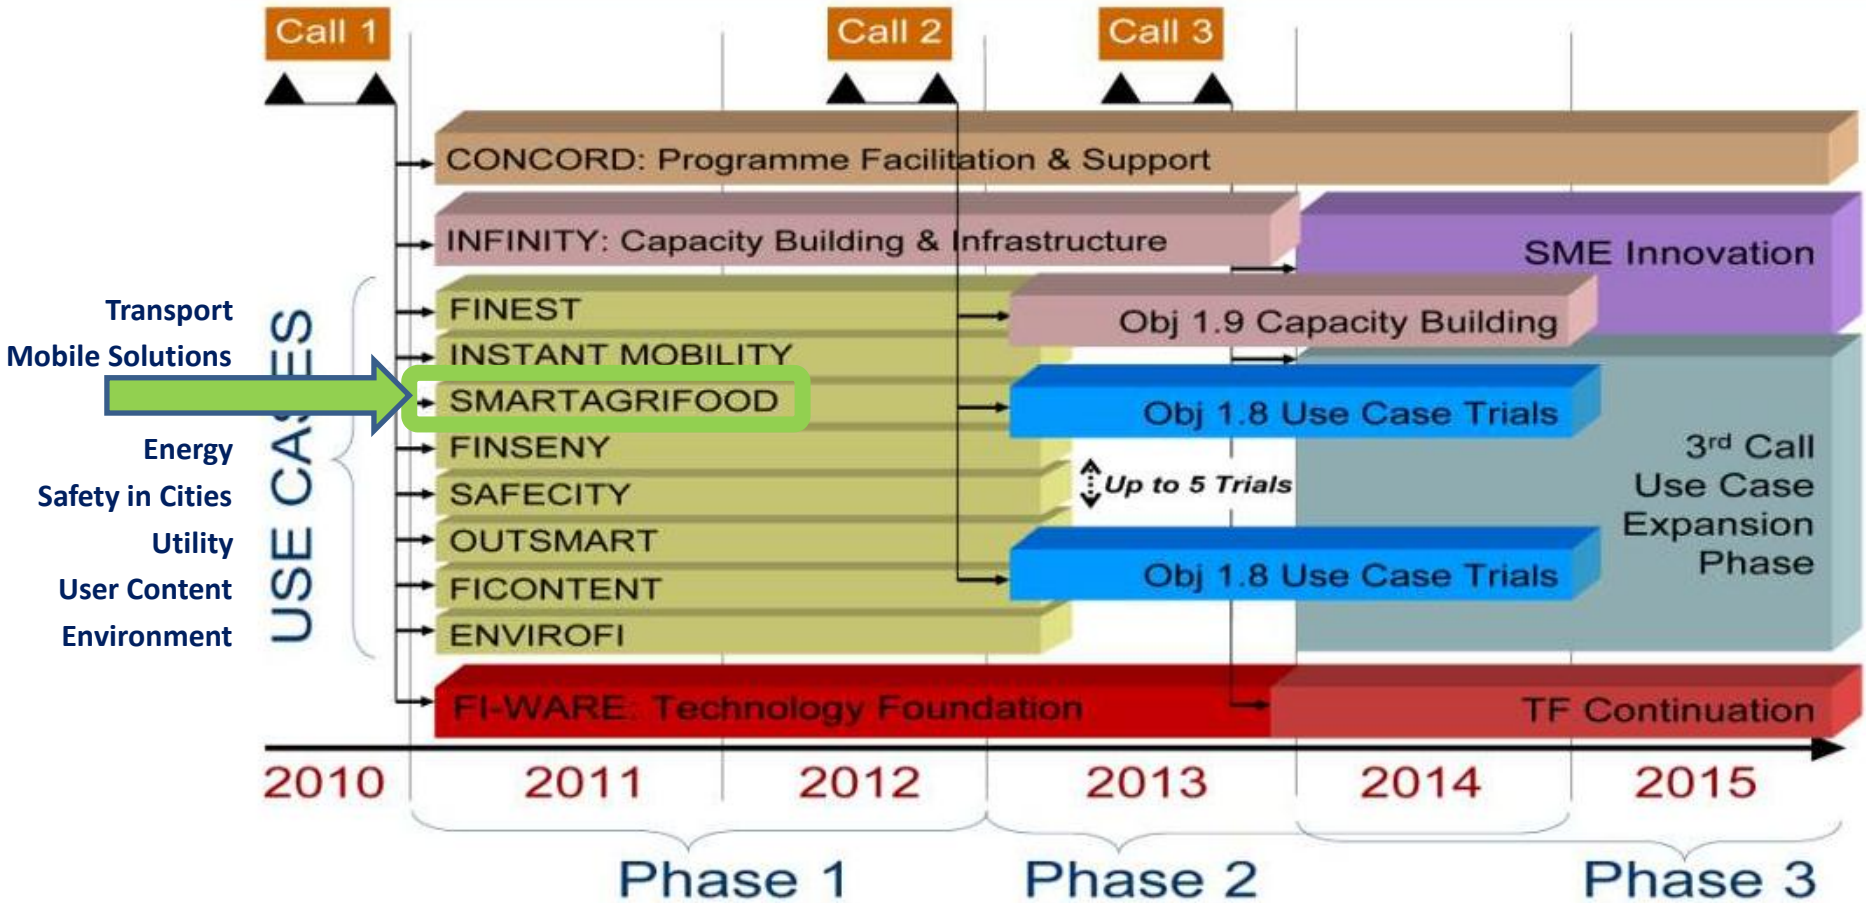 Call 1
Call 2
Call 3
CONCORD: Programme Facilitation & Support
INFINITY: Capacity Building & Infrastructure
SME Innovation
USE CASES
Transport
FINEST
Obj 1.9 Capacity Building
Mobile Solutions
INSTANT MOBILITY
SMARTAGRIFOOD
Obj 1.8 Use Case Trials
Energy
FINSENY
Safety in Cities
SAFECITY
Up to 5 Trials
3rd Call
Use Case
Expansion
Phase
Utility
OUTSMART
User Content
FICONTENT
Obj 1.8 Use Case Trials
Environment
ENVIROFI
FI-WARE: Technology Foundation
TF Continuation
2010
2011
2012
2013
2014
2015
Phase 1
Phase 2
Phase 3